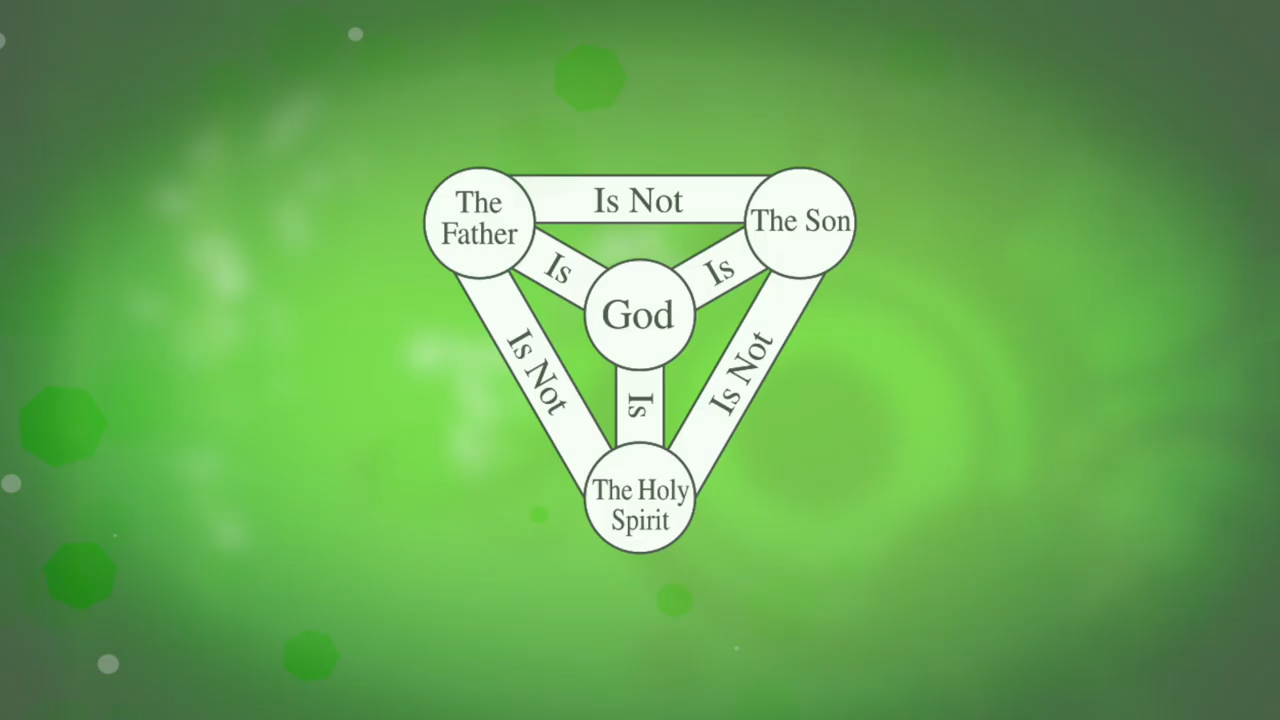 The
Father
Is Not
The Son
Is
Is
God
Is Not
Is Not
Is
The Holy
Spirit